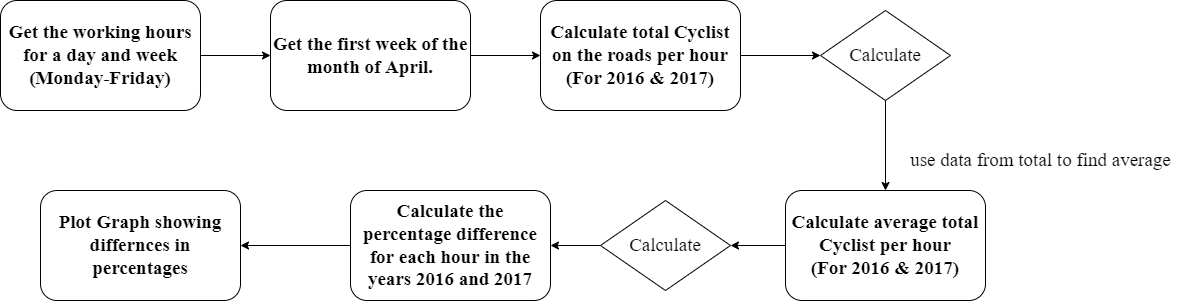 Get the working hours
for a day and week
(Monday-Friday)
Get the first week of the
month of April.
Calculate total Cyclist
on the roads per hour
(For 2016 & 2017)
Calculate
use data from total to find average
Calculate average total
Cyclist per hour
(For 2016 & 2017)
Calculate
Calculate the
percentage difference
for each hour in the
years 2016 and 2017
Plot Graph showing
differnces in
percentages